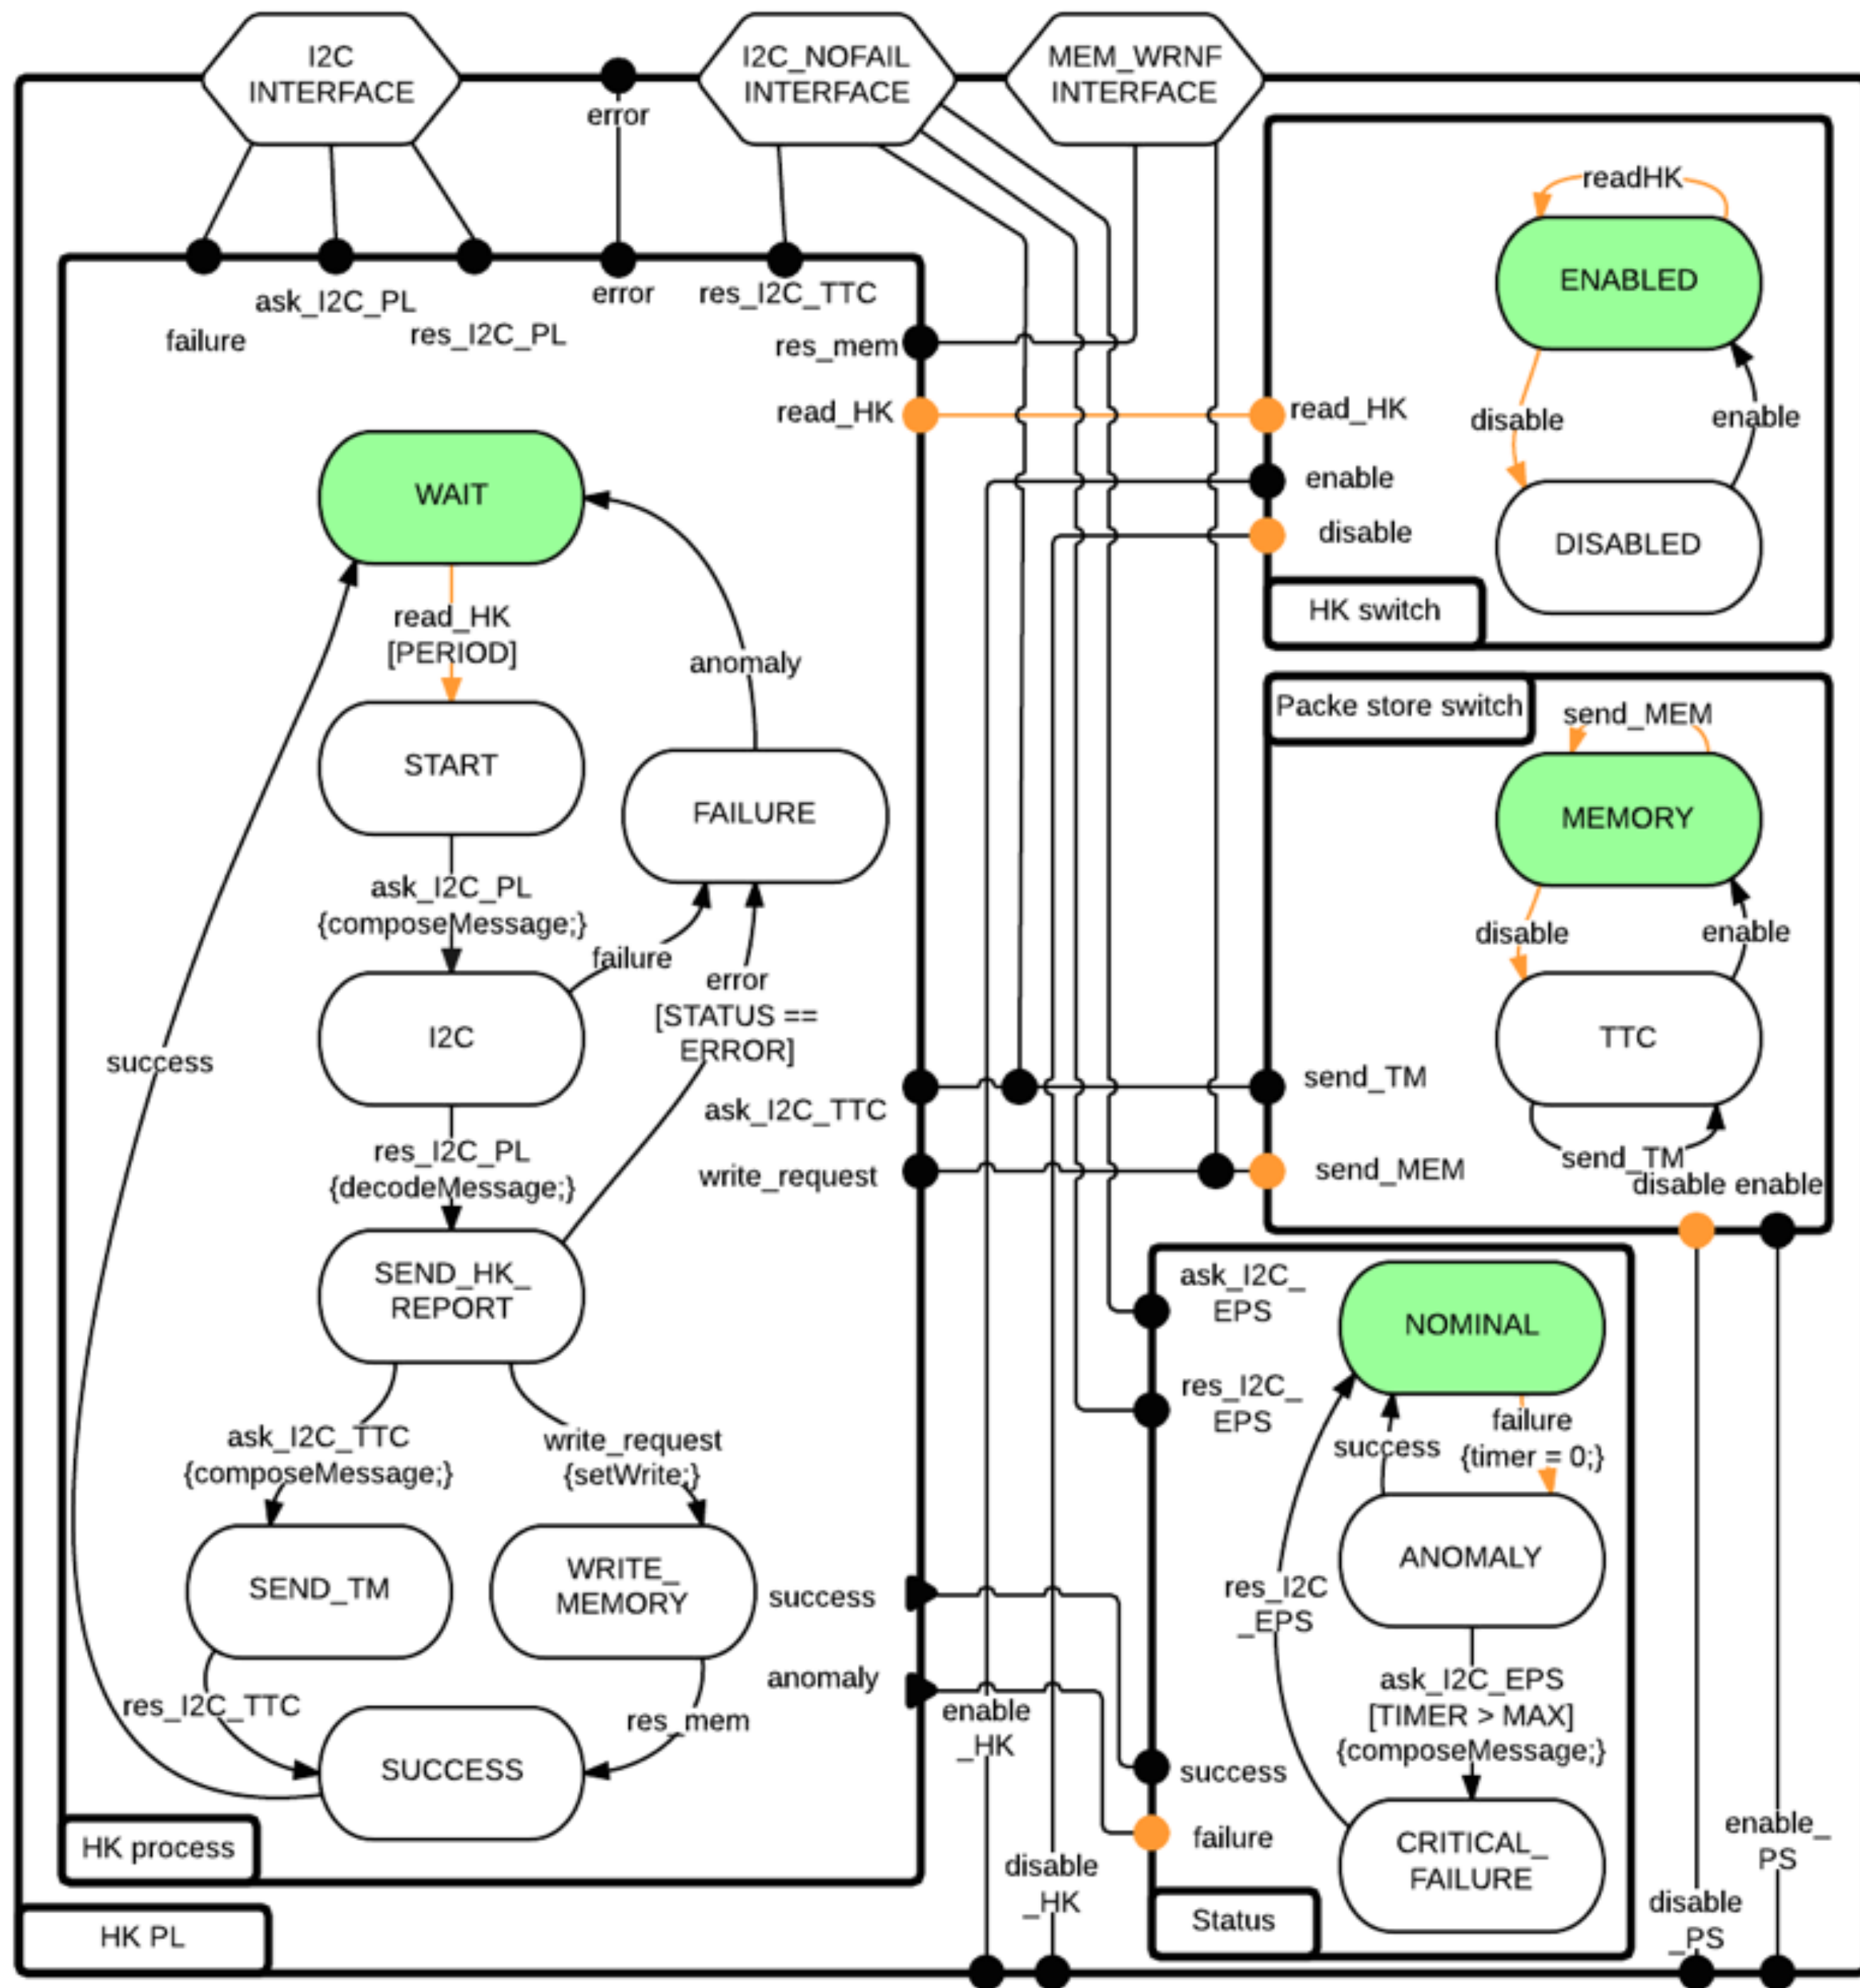 I2C
INTERFACE
error
I2C_NOFAIL
INTERFACE
MEM_WRNF
INTERFACE
failure
ask_I2C_PL
res_I2C_PL
error
res_I2C_TTC
res_mem
read_HK
WAIT
read_HK
[PERIOD]
anomaly
START
FAILURE
ask_I2C_PL
{composeMessage;}
failure
error
[STATUS ==
ERROR]
I2C
success
ask_I2C_TTC
res_I2C_PL
{decodeMessage;}
write_request
SEND_HK_
REPORT
ask_I2C_TTC
{composeMessage;}
write_request
{setWrite;}
SEND_TM
WRITE_
MEMORY
success
anomaly
res_I2C_TTC
res_mem
SUCCESS
HK process
HK PL
readHK
ENABLED
read_HK
disable
enable
enable
disable
DISABLED
HK switch
Packe store switch
send_MEM
MEMORY
disable
enable
TTC
send_TM
send_TM
send_MEM
disable enable
ask_I2C_
EPS
NOMINAL
res_I2C_
EPS
failure
{timer = 0;}
success
ANOMALY
res_I2C
_EPS
ask_I2C_EPS
[TIMER > MAX]
{composeMessage;}
success
failure
CRITICAL_
FAILURE
Status
enable
_HK
disable
_HK
disable
_PS
enable_
PS